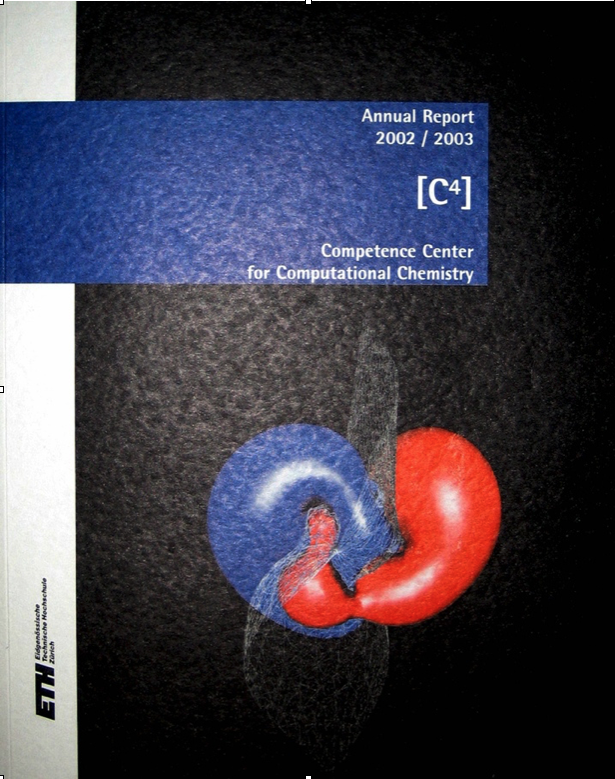 Annual Report
2002 / 2003
[C⁴]
Competence Center
for Computational Chemistry
ETH
Eidgenössische
Technische Hochschule
Zürich